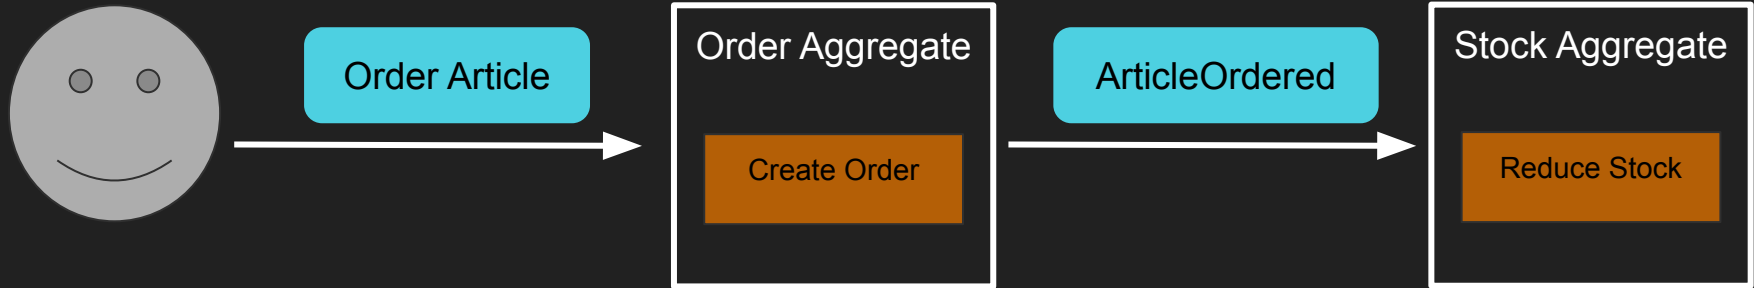 Order Article
Order Aggregate
Create Order
ArticleOrdered
Stock Aggregate
Reduce Stock